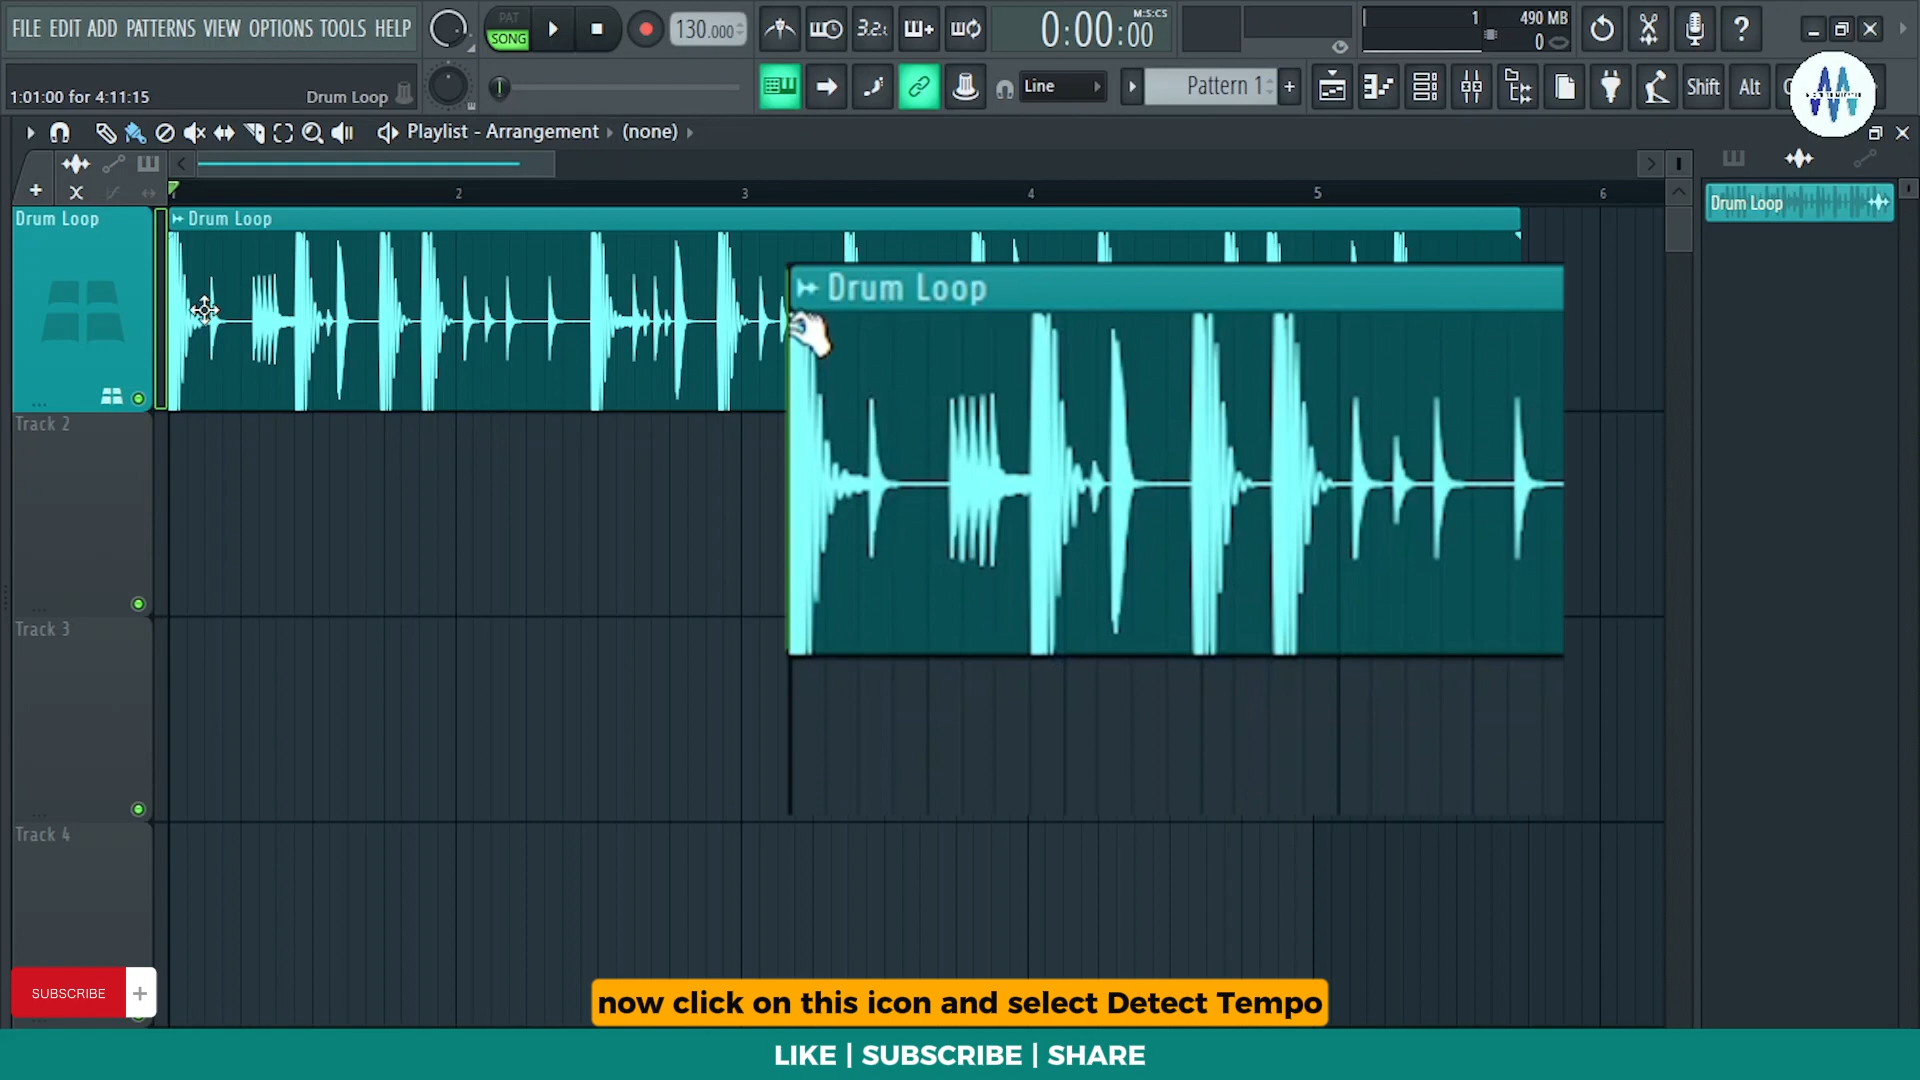 FILE EDIT ADD PATTERNS VIEW OPTIONS TOOLS HELP
PAT
SONG
130.000
3.2.
0:00:00
M:S:CS
1
490 MB
0
?
1:01:00 for 4:11:15
Drum Loop
Line
Pattern 1
+
Shift
Alt
Playlist - Arrangement
(none)
2
3
4
5
6
Drum Loop
Drum Loop
Drum Loop
Drum Loop
Track 2
Track 3
Track 4
SUBSCRIBE
+
now click on this icon and select Detect Tempo
LIKE | SUBSCRIBE | SHARE